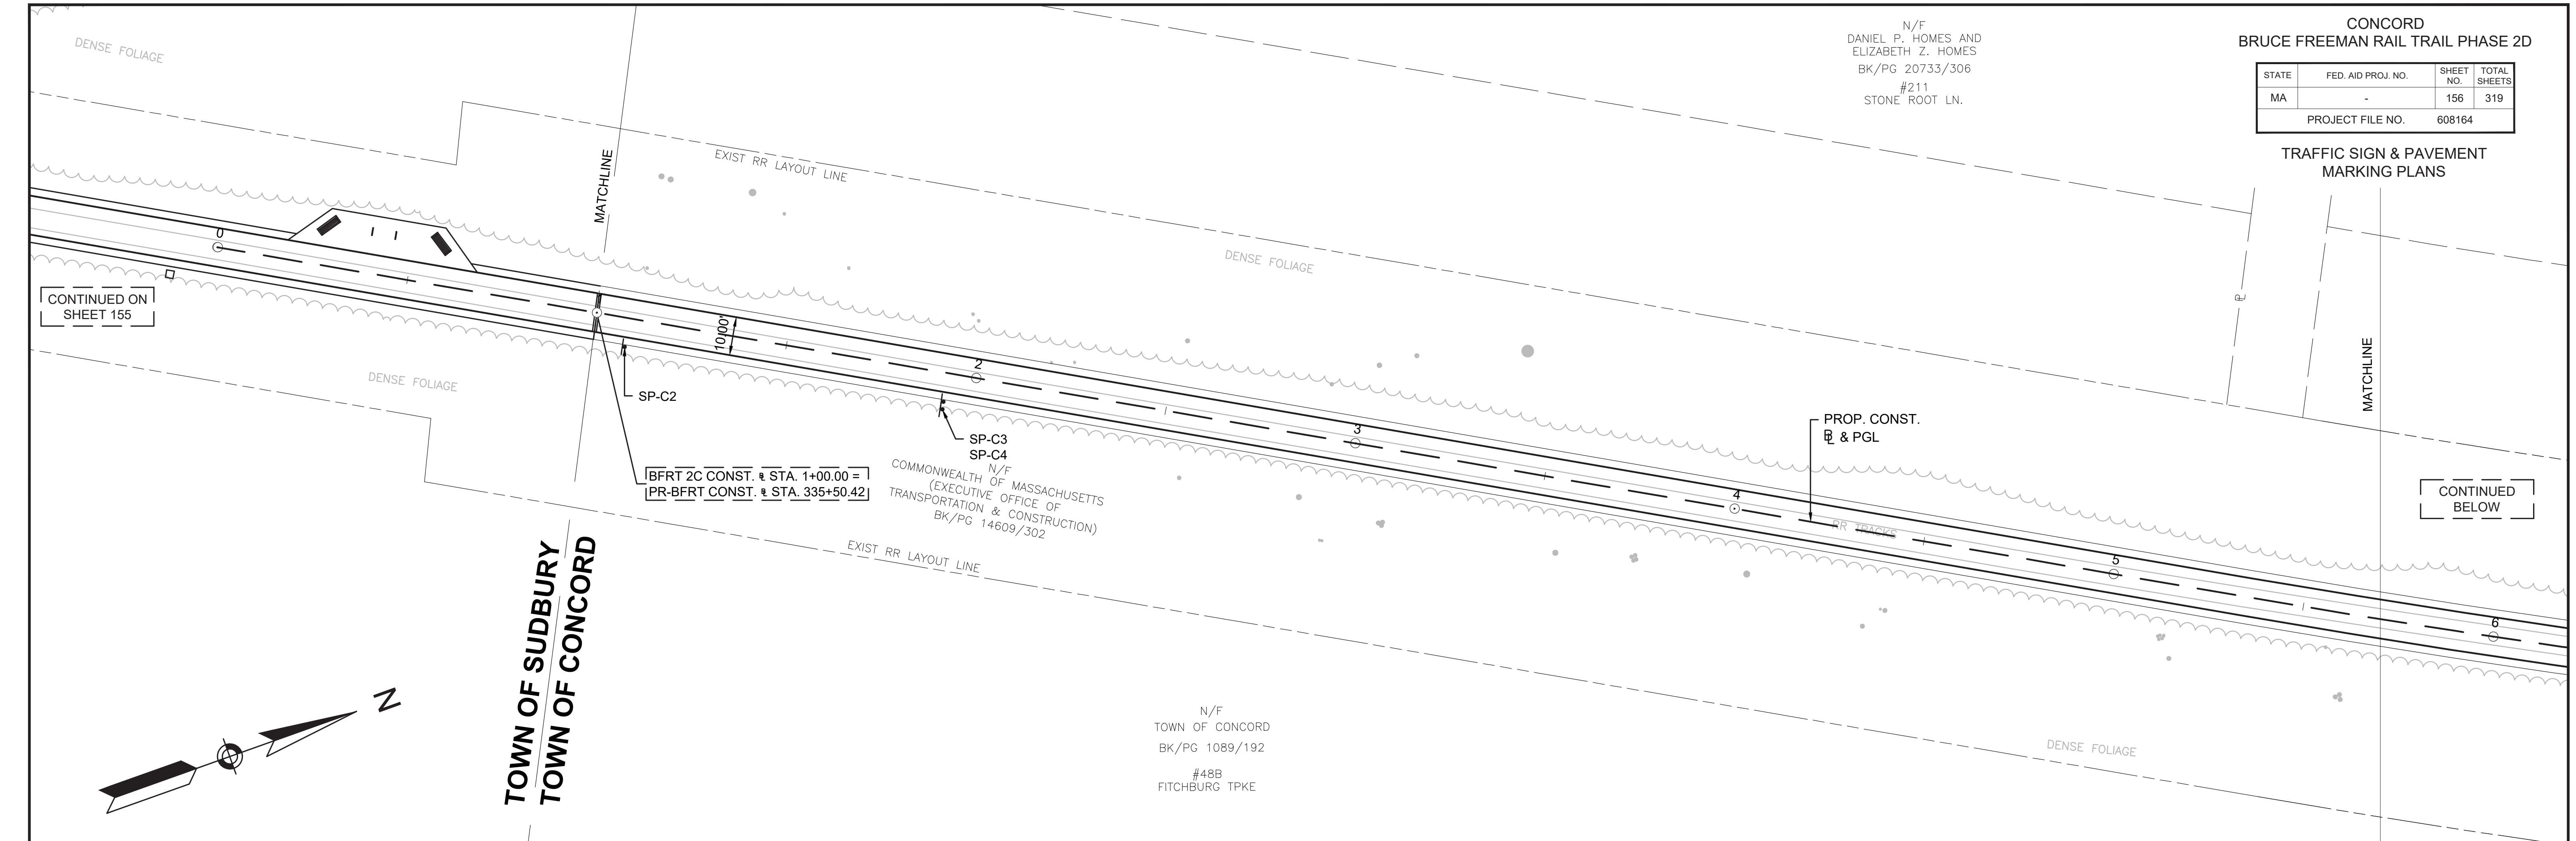 CONCORD
BRUCE FREEMAN RAIL TRAIL PHASE 2D
STATE FED. AID PROJ. NO. SHEET NO. TOTAL SHEETS
MA - 156 319
PROJECT FILE NO. 608164
TRAFFIC SIGN & PAVEMENT
MARKING PLANS
N/F
DANIEL P. HOMES AND
ELIZABETH Z. HOMES
BK/PG 20733/306
#211
STONE ROOT LN.
DENSE FOLIAGE
MATCHLINE
EXIST RR LAYOUT LINE
DENSE FOLIAGE
MATCHLINE
0
CONTINUED ON
SHEET 155
10.00'
2
DENSE FOLIAGE
SP-C2
SP-C3
SP-C4
3
PROP. CONST.
℄ & PGL
BFRT 2C CONST. ℄ STA. 1+00.00 =
PR-BFRT CONST. ℄ STA. 335+50.42
N/F
COMMONWEALTH OF MASSACHUSETTS
(EXECUTIVE OFFICE OF
TRANSPORTATION & CONSTRUCTION)
BK/PG 14609/302
4
RR TRACKS
CONTINUED
BELOW
5
6
EXIST RR LAYOUT LINE
TOWN OF SUDBURY
TOWN OF CONCORD
N
N/F
TOWN OF CONCORD
BK/PG 1089/192
#48B
FITCHBURG TPKE
DENSE FOLIAGE